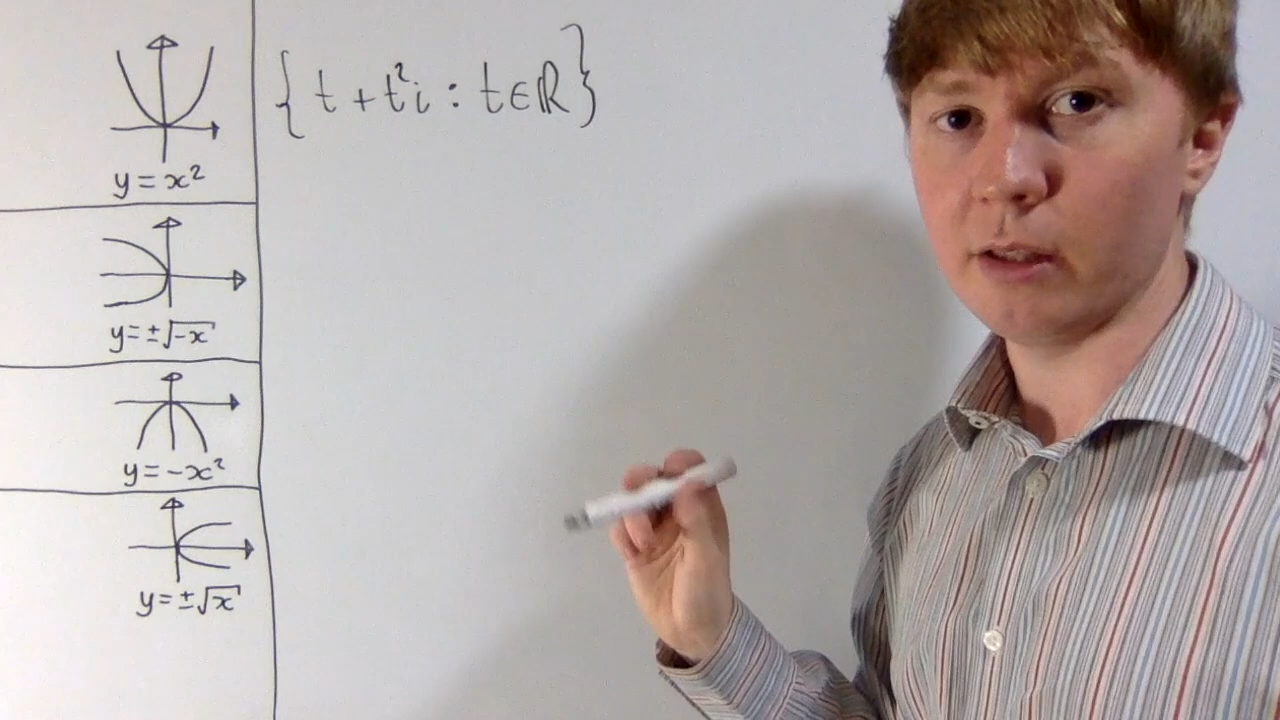 y = x²
{ t + t²i : t ∈ ℝ }
y = ±√-x
y = -x²
y = ±√x